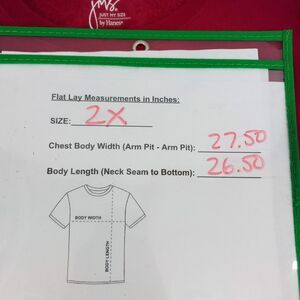 jms.
JUST MY SIZE
by Hanes
Flat Lay Measurements in Inches:
SIZE: 2X
Chest Body Width (Arm Pit - Arm Pit): 27.50
Body Length (Neck Seam to Bottom): 26.50
BODY WIDTH
BODY LENGTH